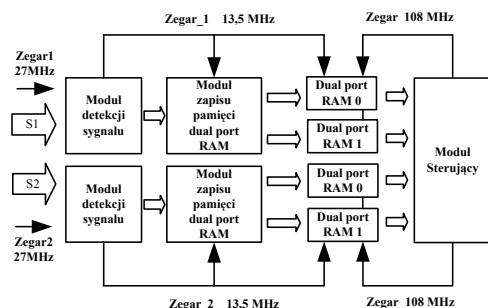 Zegar_1 13,5 MHz
Zegar 108 MHz
Zegar1
27MHz
S1
Moduł
detekcji
sygnału
Moduł
zapisu
pamięci
dual port
RAM
Dual port
RAM 0
Dual port
RAM 1
Moduł
Sterujący
S2
Zegar2
27MHz
Moduł
detekcji
sygnału
Moduł
zapisu
pamięci
dual port
RAM
Dual port
RAM 0
Dual port
RAM 1
Zegar_2 13,5 MHz
Zegar_108 MHz